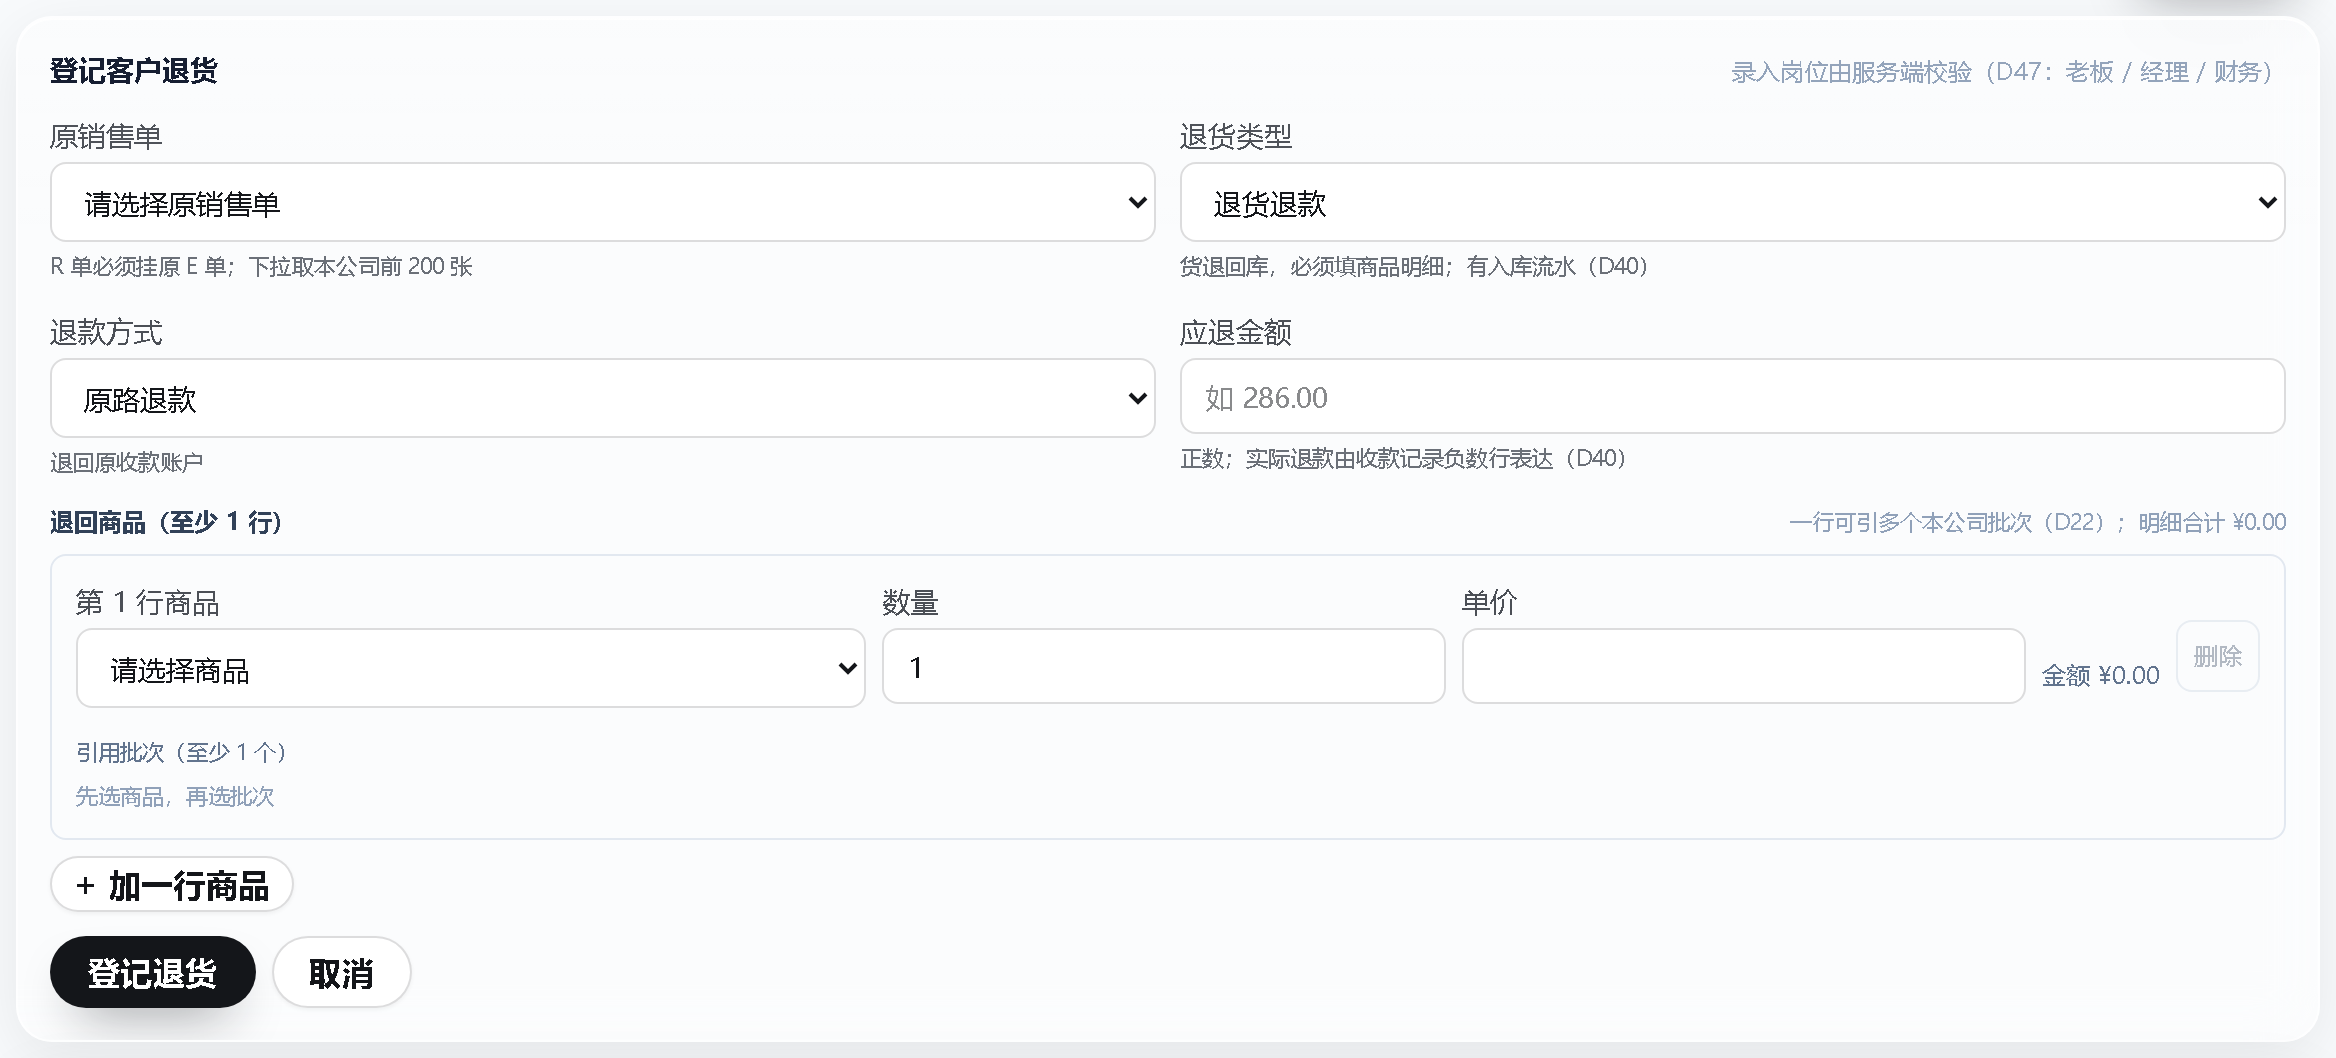 登记客户退货
录入岗位由服务端校验（D47：老板 / 经理 / 财务）
原销售单
退货类型
请选择原销售单
退货退款
R 单必须挂原 E 单；下拉取本公司前 200 张
货退回库，必须填商品明细；有入库流水（D40）
退款方式
应退金额
原路退款
如 286.00
退回原收款账户
正数；实际退款由收款记录负数行表达（D40）
退回商品（至少 1 行）
一行可引多个本公司批次（D22）；明细合计 ¥0.00
第 1 行商品
数量
单价
请选择商品
1
金额 ¥0.00
删除
引用批次（至少 1 个）
先选商品，再选批次
+ 加一行商品
登记退货
取消